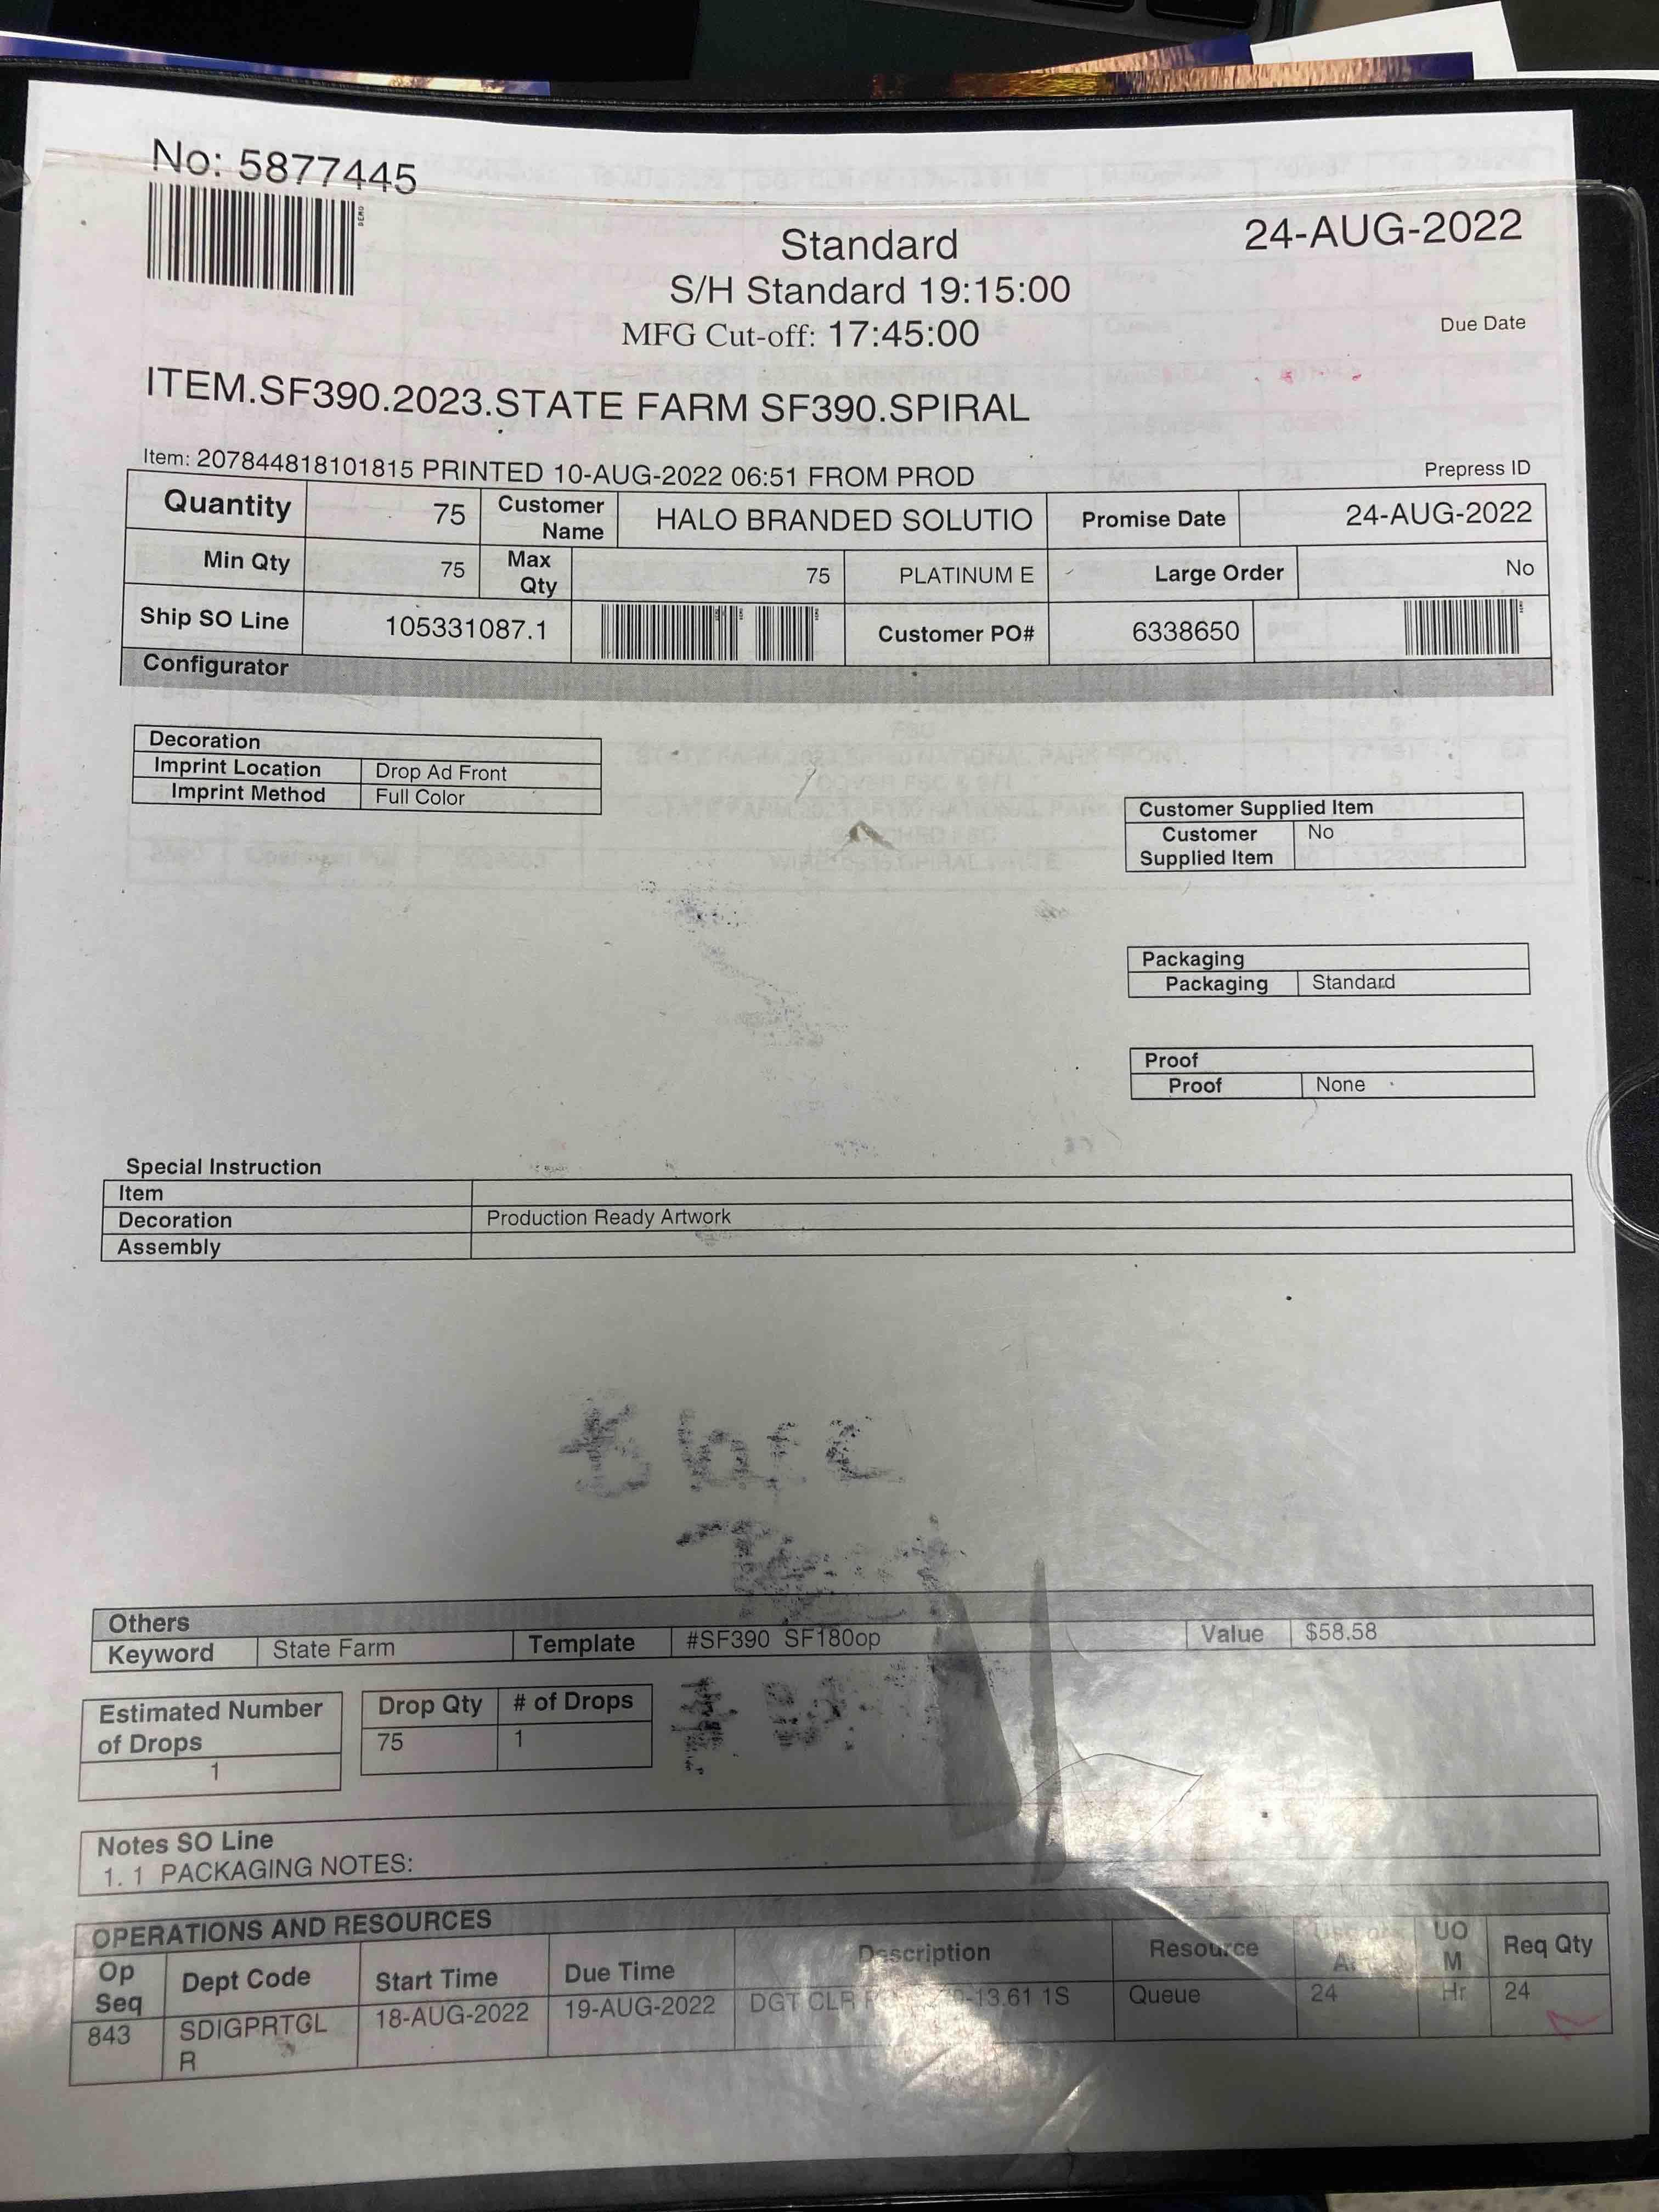 No: 5877445
24-AUG-2022
Standard
S/H Standard 19:15:00
MFG Cut-off: 17:45:00
Due Date
ITEM.SF390.2023.STATE FARM SF390.SPIRAL
Item: 207844818101815 PRINTED 10-AUG-2022 06:51 FROM PROD
Prepress ID
Quantity 75 Customer Name HALO BRANDED SOLUTIO Promise Date 24-AUG-2022
Min Qty 75 Max Qty 75 PLATINUM E Large Order No
Ship SO Line 105331087.1 Customer PO# 6338650
Configurator
Decoration
Imprint Location Drop Ad Front
Imprint Method Full Color
Customer Supplied Item
Customer Supplied Item No
Packaging
Packaging Standard
Proof
Proof None
Special Instruction
Item
Decoration Production Ready Artwork
Assembly
Others
Keyword State Farm Template #SF390 SF180op Value $58.58
Estimated Number of Drops
1
Drop Qty # of Drops
75 1
Notes SO Line
1. 1 PACKAGING NOTES:
OPERATIONS AND RESOURCES
Op Seq Dept Code Start Time Due Time Description Resource UOM Req Qty
843 SDIGPRTGLR 18-AUG-2022 19-AUG-2022 DGT CLR -13.61 1S Queue 24 Hr 24